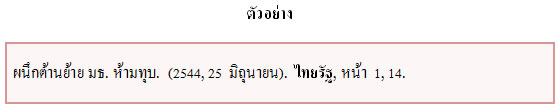 ตัวอย่าง
ผนึกต้านย้าย มธ. ห้ามทุบ. (2544, 25 มิถุนายน). ไทยรัฐ, หน้า 1, 14.